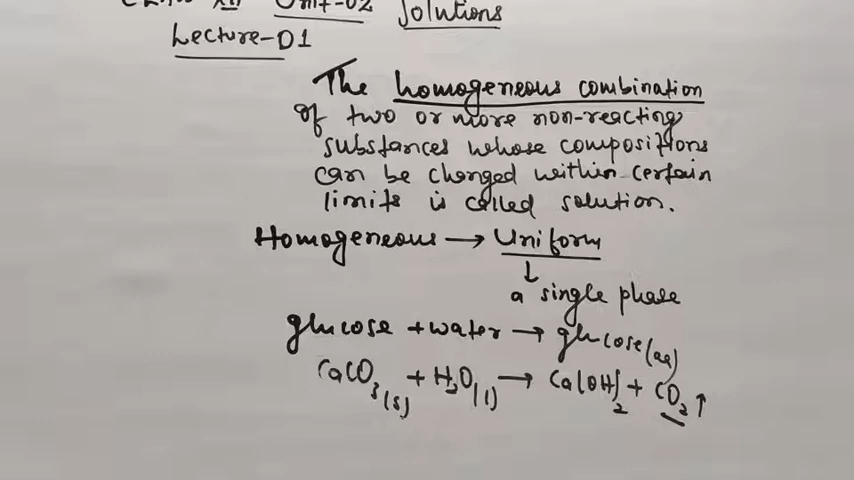 Unit-02 Solutions
Lecture-01
The homogeneous combination
of two or more non-reacting
substances whose compositions
can be changed within certain
limits is called solution.
Homogeneous → Uniform
↓
a single phase
glucose + water → glucose(aq)
CaCO₃(s) + H₂O(l) → Ca(OH)₂ + CO₂↑